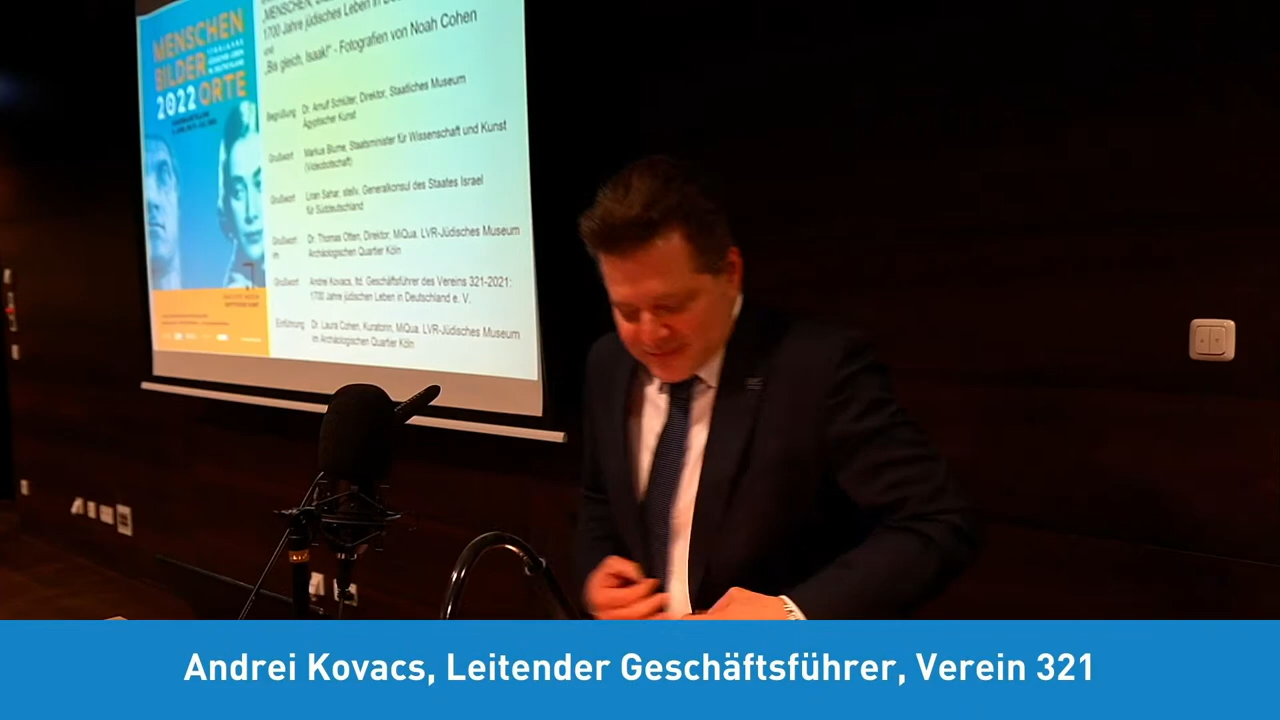 MENSCHEN
BILDER
2022 ORTE
1700 Jahre jüdisches Leben in
und
„Bis gleich, Isaak!“ - Fotografien von Noah Cohen
Begrüßung Dr. Arnulf Schlüter, Direktor, Staatliches Museum
Ägyptischer Kunst
Grußwort Markus Blume, Staatsminister für Wissenschaft und Kunst
(Videobotschaft)
Grußwort Liran Sahar, stellv. Generalkonsul des Staates Israel
für Süddeutschland
Grußwort Dr. Thomas Otten, Direktor, MiQua. LVR-Jüdisches Museum
im Archäologischen Quartier Köln
Grußwort Andrei Kovacs, ltd. Geschäftsführer des Vereins 321-2021:
1700 Jahre jüdisches Leben in Deutschland e. V.
Einführung Dr. Laura Cohen, Kuratorin, MiQua. LVR-Jüdisches Museum
im Archäologischen Quartier Köln
Andrei Kovacs, Leitender Geschäftsführer, Verein 321